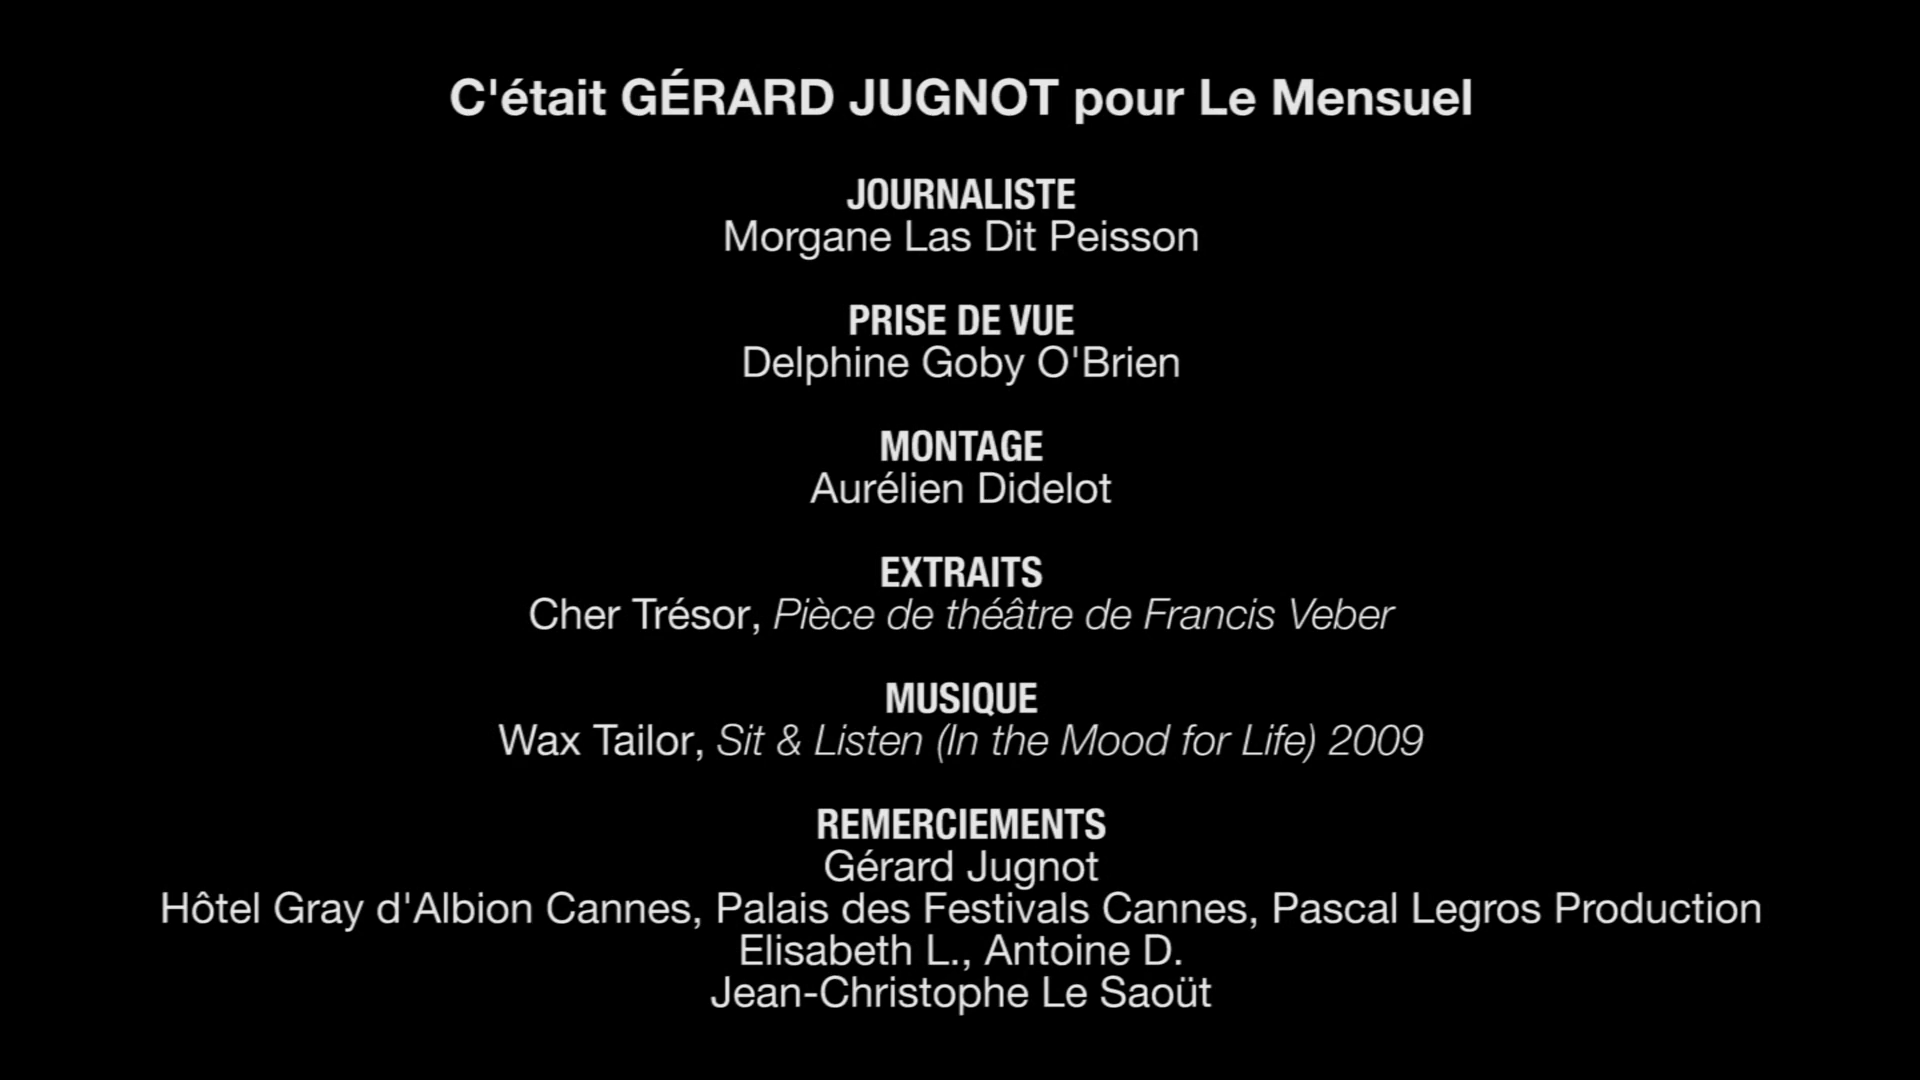 C'était GÉRARD JUGNOT pour Le Mensuel
JOURNALISTE
Morgane Las Dit Peisson
PRISE DE VUE
Delphine Goby O'Brien
MONTAGE
Aurélien Didelot
EXTRAITS
Cher Trésor, Pièce de théâtre de Francis Veber
MUSIQUE
Wax Tailor, Sit & Listen (In the Mood for Life) 2009
REMERCIEMENTS
Gérard Jugnot
Hôtel Gray d'Albion Cannes, Palais des Festivals Cannes, Pascal Legros Production
Elisabeth L., Antoine D.
Jean-Christophe Le Saoüt